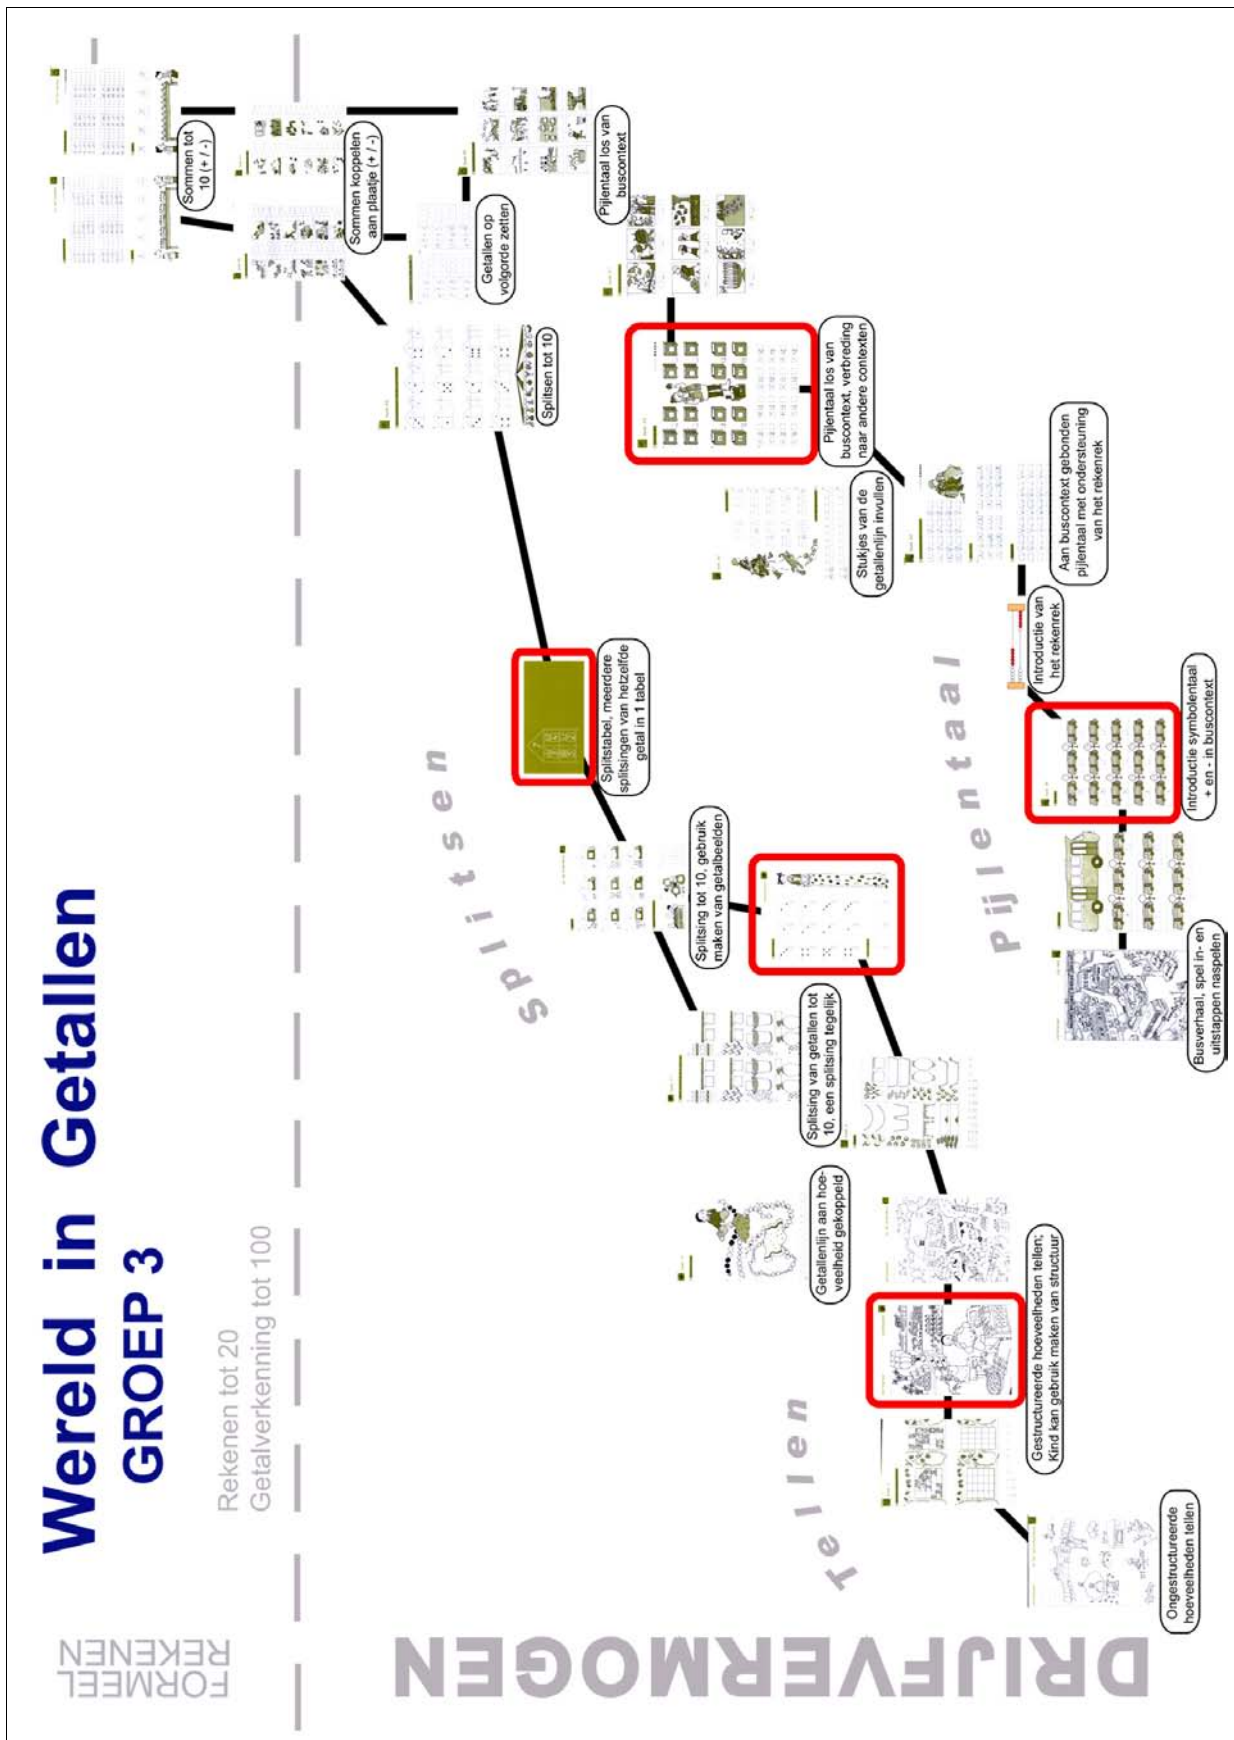 Wereld in Getallen
GROEP 3
Rekenen tot 20
Getalverkenning tot 100
FORMEEL
REKENEN
DRIJFVERMOGEN
Tellen
Splitsen
Pijlentaal
Ongestructureerde
hoeveelheden tellen
Gestructureerde hoeveelheden tellen;
Kind kan gebruik maken van structuur
Getallenlijn aan hoe-
veelheid gekoppeld
Splitsing van getallen tot
10, een splitsing tegelijk
Splitsing tot 10, gebruik
maken van getalbeelden
Splitstabel, meerdere
splitsingen van hetzelfde
getal in 1 tabel
Splitsen tot 10
Busverhaal, spel in- en
uitstappen naspelen
Introductie symbolentaal
+ en - in buscontext
Introductie van
het rekenrek
Aan buscontext gebonden
pijlentaal met ondersteuning
van het rekenrek
Stukjes van de
getallenlijn invullen
Pijlentaal los van
buscontext, verbreding
naar andere contexten
Pijlentaal los van
buscontext
Getallen op
volgorde zetten
Sommen koppelen
aan plaatje (+ / -)
Sommen tot
10 (+ / -)